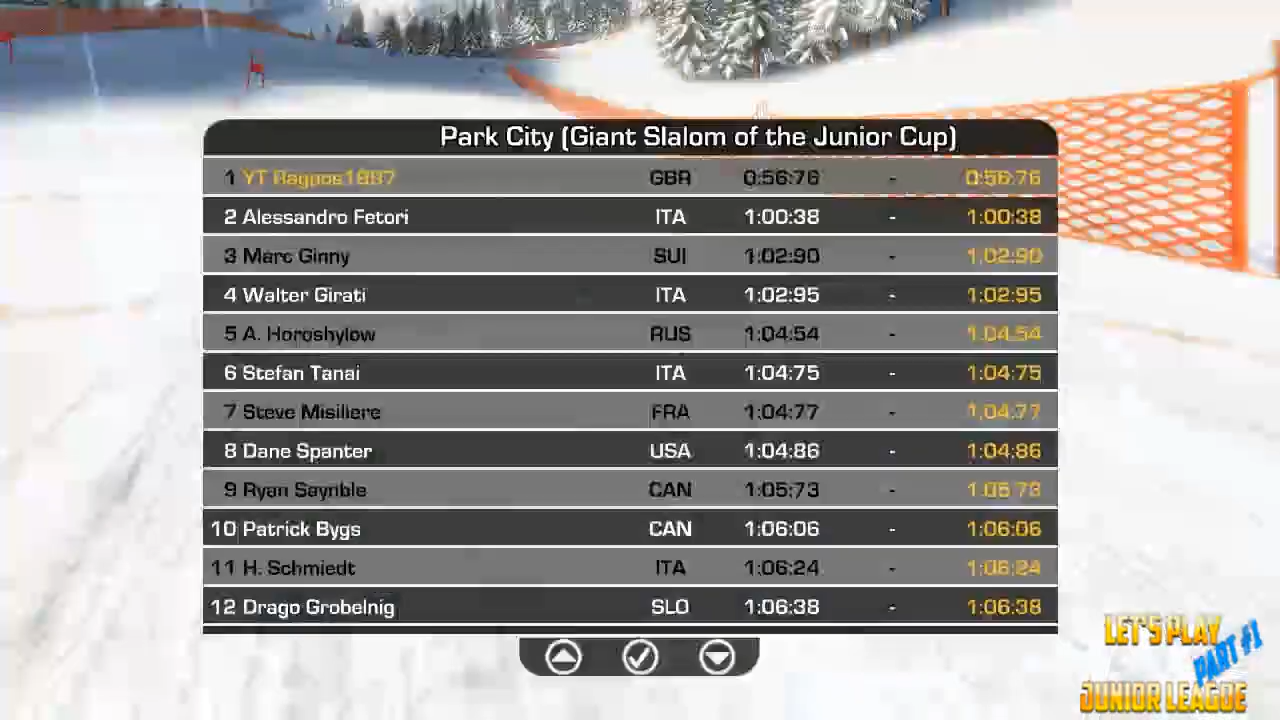 Park City (Giant Slalom of the Junior Cup)
1 YT Ragpos1887 GBR 0:56:76 - 0:56:76
2 Alessandro Fetori ITA 1:00:38 - 1:00:38
3 Marc Ginny SUI 1:02:90 - 1:02:90
4 Walter Girati ITA 1:02:95 - 1:02:95
5 A. Horoshylow RUS 1:04:54 - 1:04:54
6 Stefan Tanai ITA 1:04:75 - 1:04:75
7 Steve Misiliere FRA 1:04:77 - 1:04:77
8 Dane Spanter USA 1:04:86 - 1:04:86
9 Ryan Saynble CAN 1:05:73 - 1:05:73
10 Patrick Bygs CAN 1:06:06 - 1:06:06
11 H. Schmiedt ITA 1:06:24 - 1:06:24
12 Drago Grobelnig SLO 1:06:38 - 1:06:38
LET'S PLAY
PART #1
JUNIOR LEAGUE